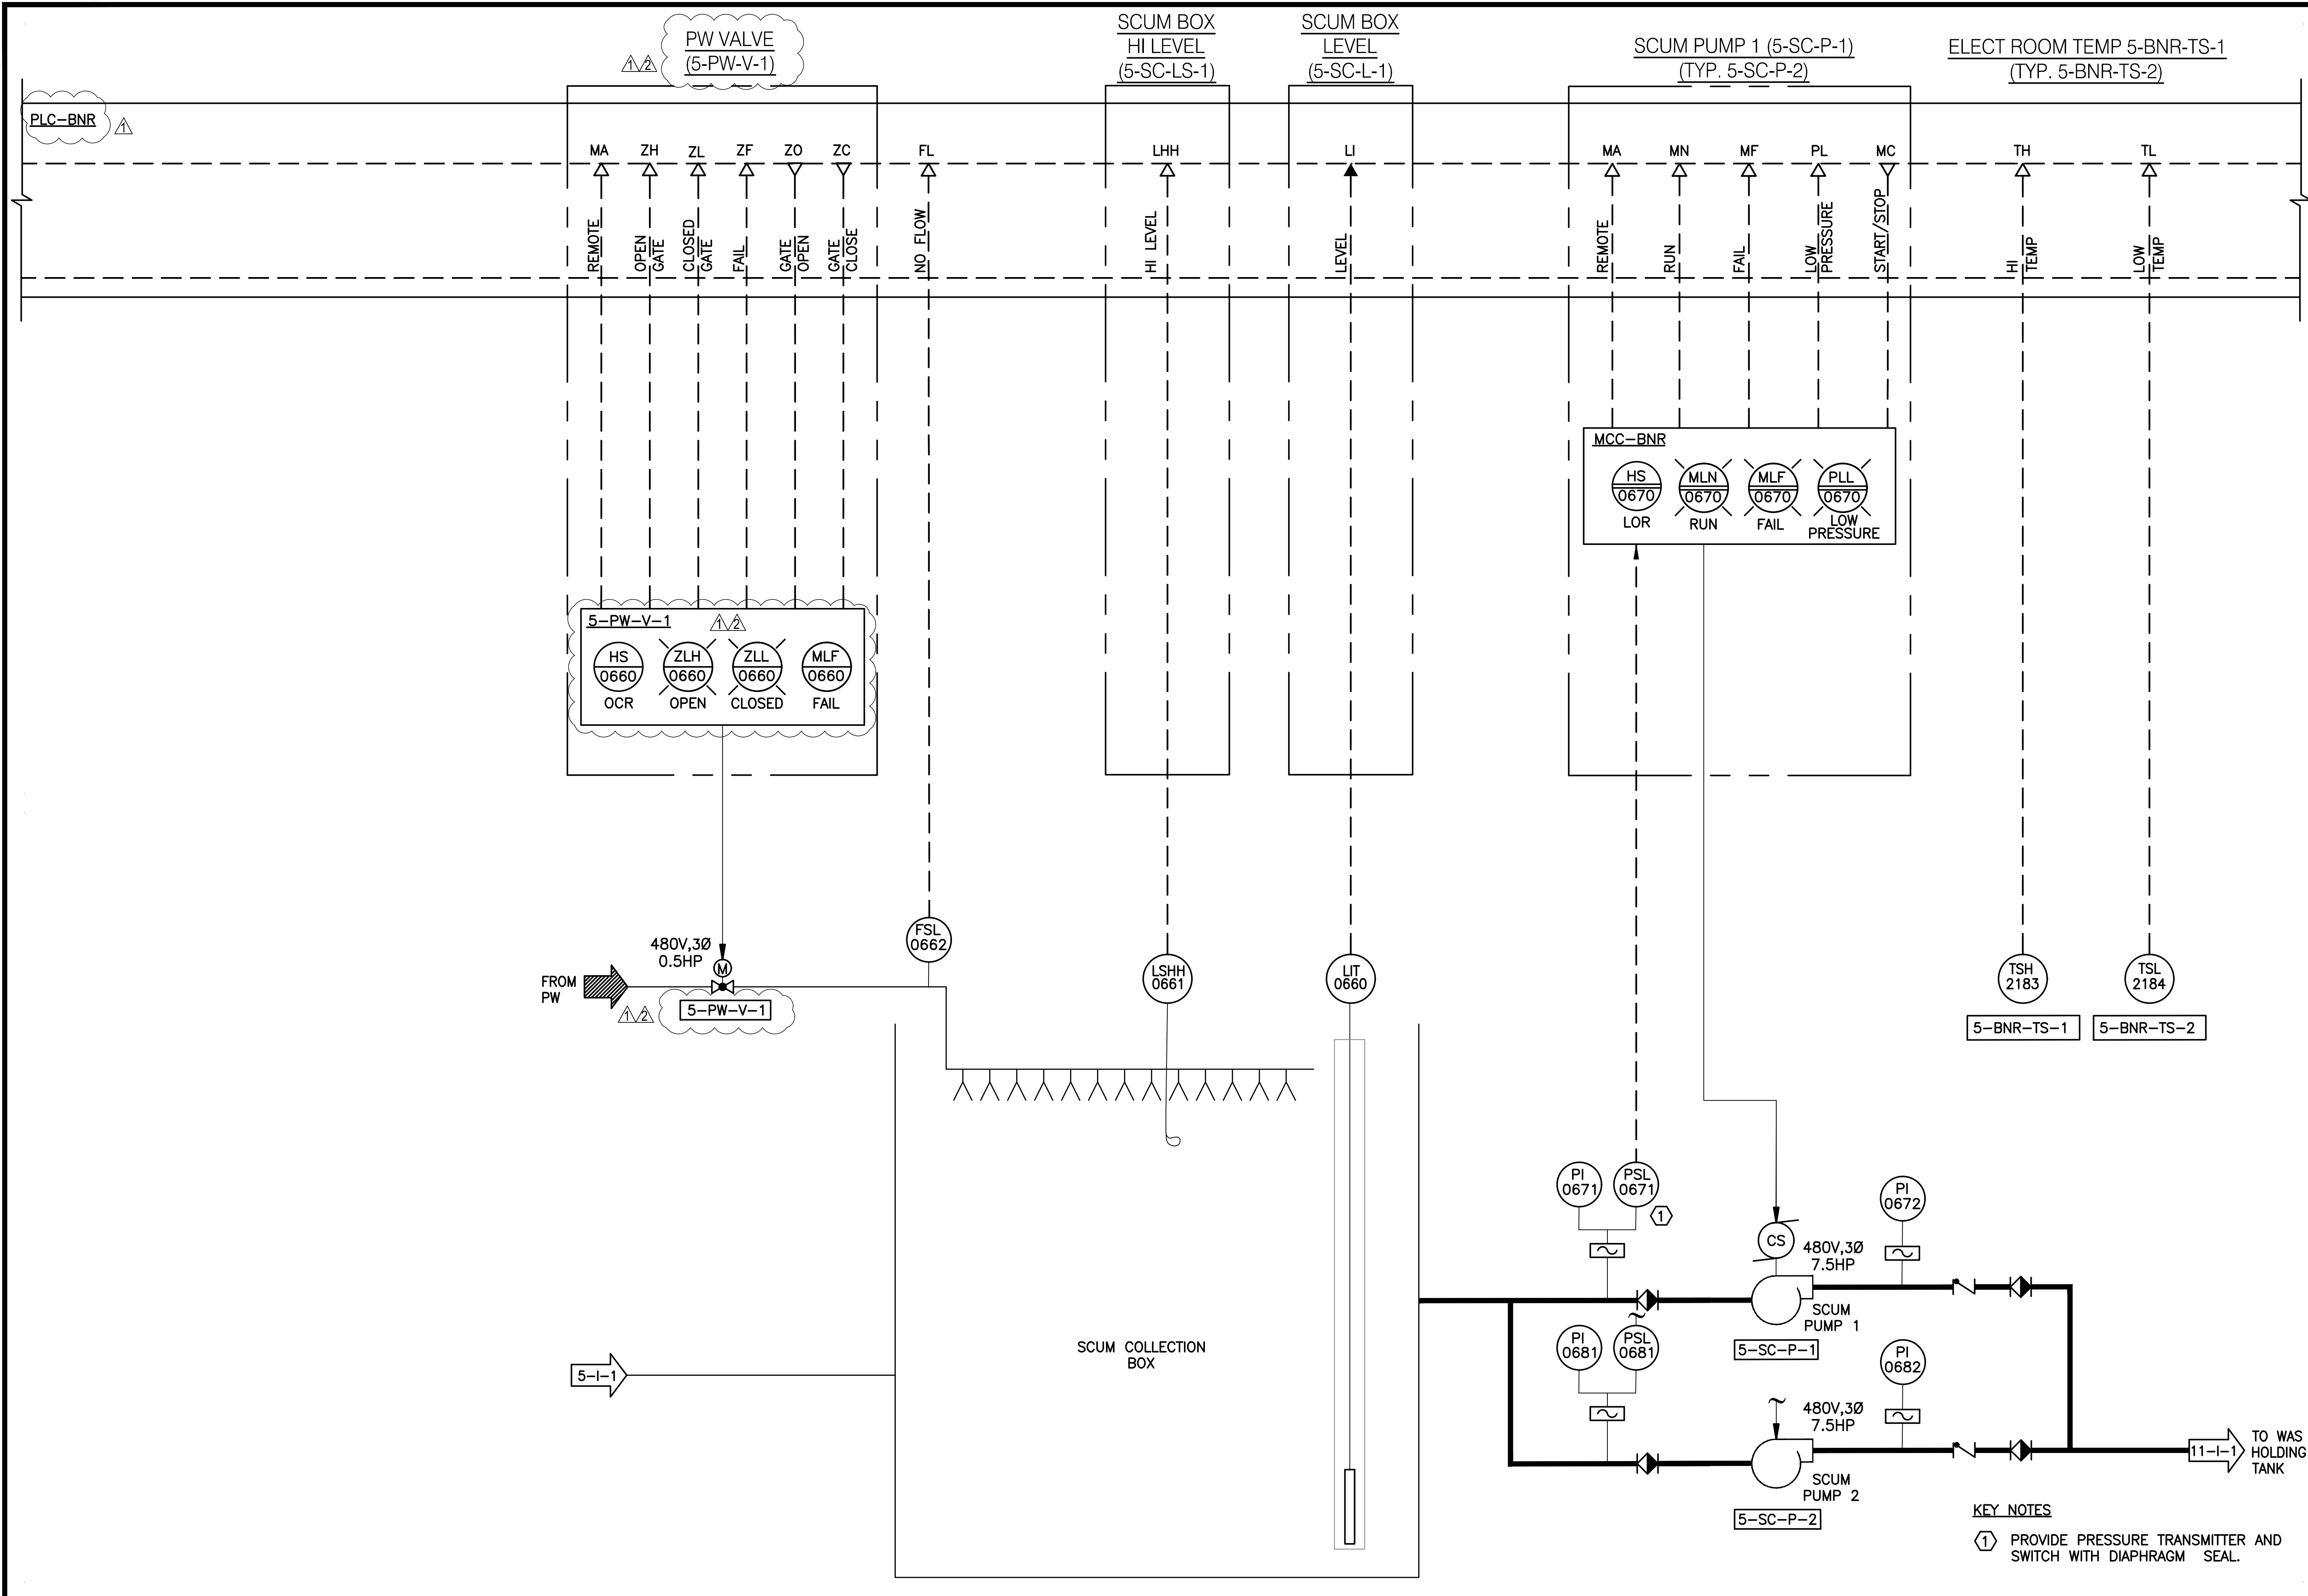 PW VALVE
(5-PW-V-1)
1 2
SCUM BOX
HI LEVEL
(5-SC-LS-1)
SCUM BOX
LEVEL
(5-SC-L-1)
SCUM PUMP 1 (5-SC-P-1)
(TYP. 5-SC-P-2)
ELECT ROOM TEMP 5-BNR-TS-1
(TYP. 5-BNR-TS-2)
PLC-BNR
1
MA ZH ZL ZF ZO ZC FL LHH LI MA MN MF PL MC TH TL
REMOTE
OPEN
GATE
CLOSED
GATE
FAIL
GATE
OPEN
GATE
CLOSE
NO FLOW
HI LEVEL
LEVEL
REMOTE
RUN
FAIL
LOW
PRESSURE
START/STOP
HI
TEMP
LOW
TEMP
MCC-BNR
HS
0670
LOR
MLN
0670
RUN
MLF
0670
FAIL
PLL
0670
LOW
PRESSURE
5-PW-V-1
1 2
HS
0660
OCR
ZLH
0660
OPEN
ZLL
0660
CLOSED
MLF
0660
FAIL
480V,3Ø
0.5HP
M
FROM
PW
1 2
5-PW-V-1
FSL
0662
LSHH
0661
LIT
0660
TSH
2183
TSL
2184
5-BNR-TS-1
5-BNR-TS-2
PI
0671
PSL
0671
1
PI
0672
CS
480V,3Ø
7.5HP
SCUM
PUMP 1
5-SC-P-1
SCUM COLLECTION
BOX
5-I-1
PI
0681
PSL
0681
PI
0682
480V,3Ø
7.5HP
SCUM
PUMP 2
5-SC-P-2
11-I-1
TO WAS
HOLDING
TANK
KEY NOTES
1 PROVIDE PRESSURE TRANSMITTER AND
SWITCH WITH DIAPHRAGM SEAL.